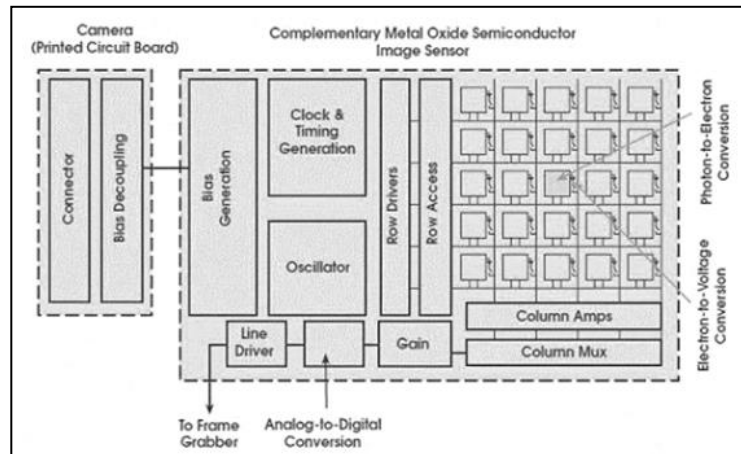 Camera
(Printed Circuit Board)
Complementary Metal Oxide Semiconductor
Image Sensor
Connector
Bias Decoupling
Bias
Generation
Clock &
Timing
Generation
Oscillator
Row Drivers
Row Access
Photon-to-Electron
Conversion
Electron-to-Voltage
Conversion
Column Amps
Column Mux
Line
Driver
Gain
To Frame
Grabber
Analog-to-Digital
Conversion